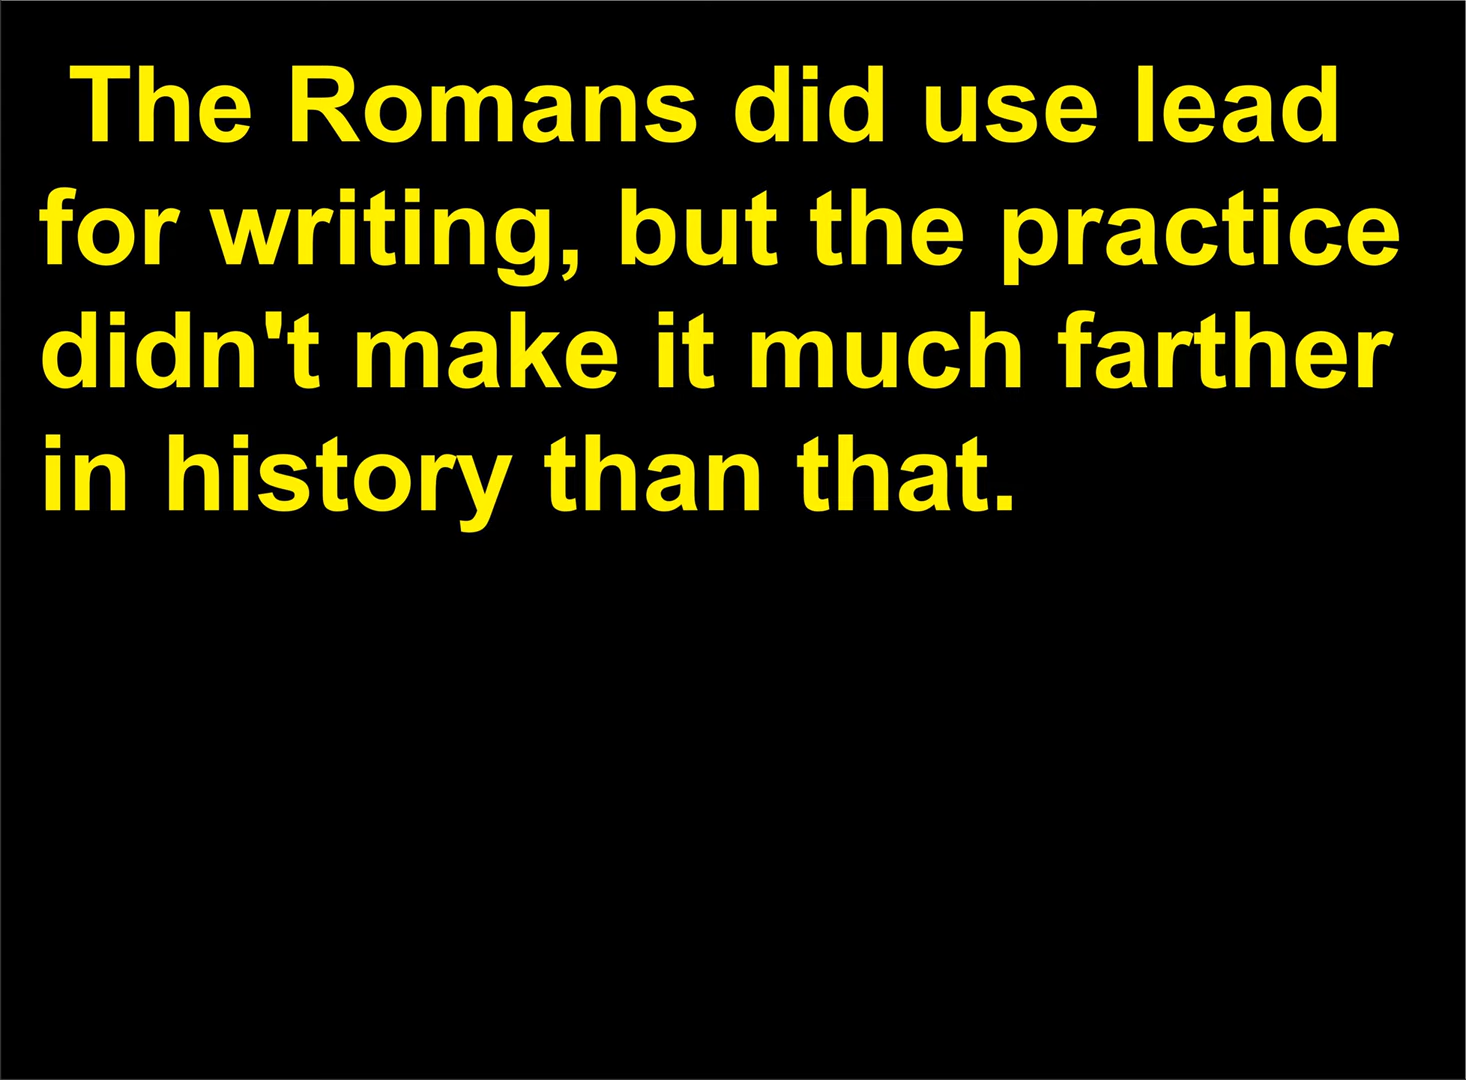 The Romans did use lead
for writing, but the practice
didn't make it much farther
in history than that.